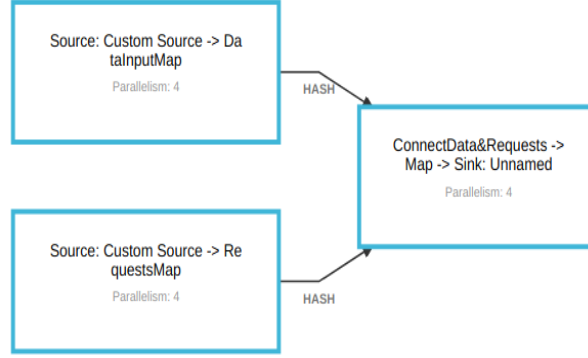 Source: Custom Source -> Da
taInputMap
Parallelism: 4
HASH
ConnectData&Requests ->
Map -> Sink: Unnamed
Parallelism: 4
Source: Custom Source -> Re
questsMap
Parallelism: 4
HASH